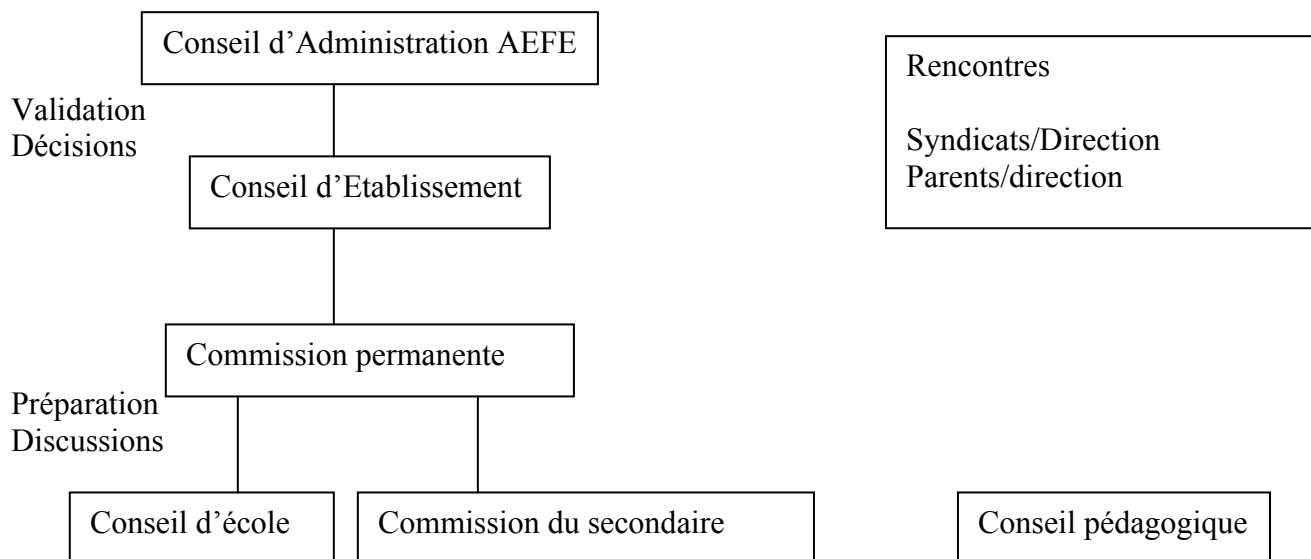 Conseil d’Administration AEFE
Rencontres
Syndicats/Direction
Parents/direction
Validation
Décisions
Conseil d’Etablissement
Commission permanente
Préparation
Discussions
Conseil d’école
Commission du secondaire
Conseil pédagogique